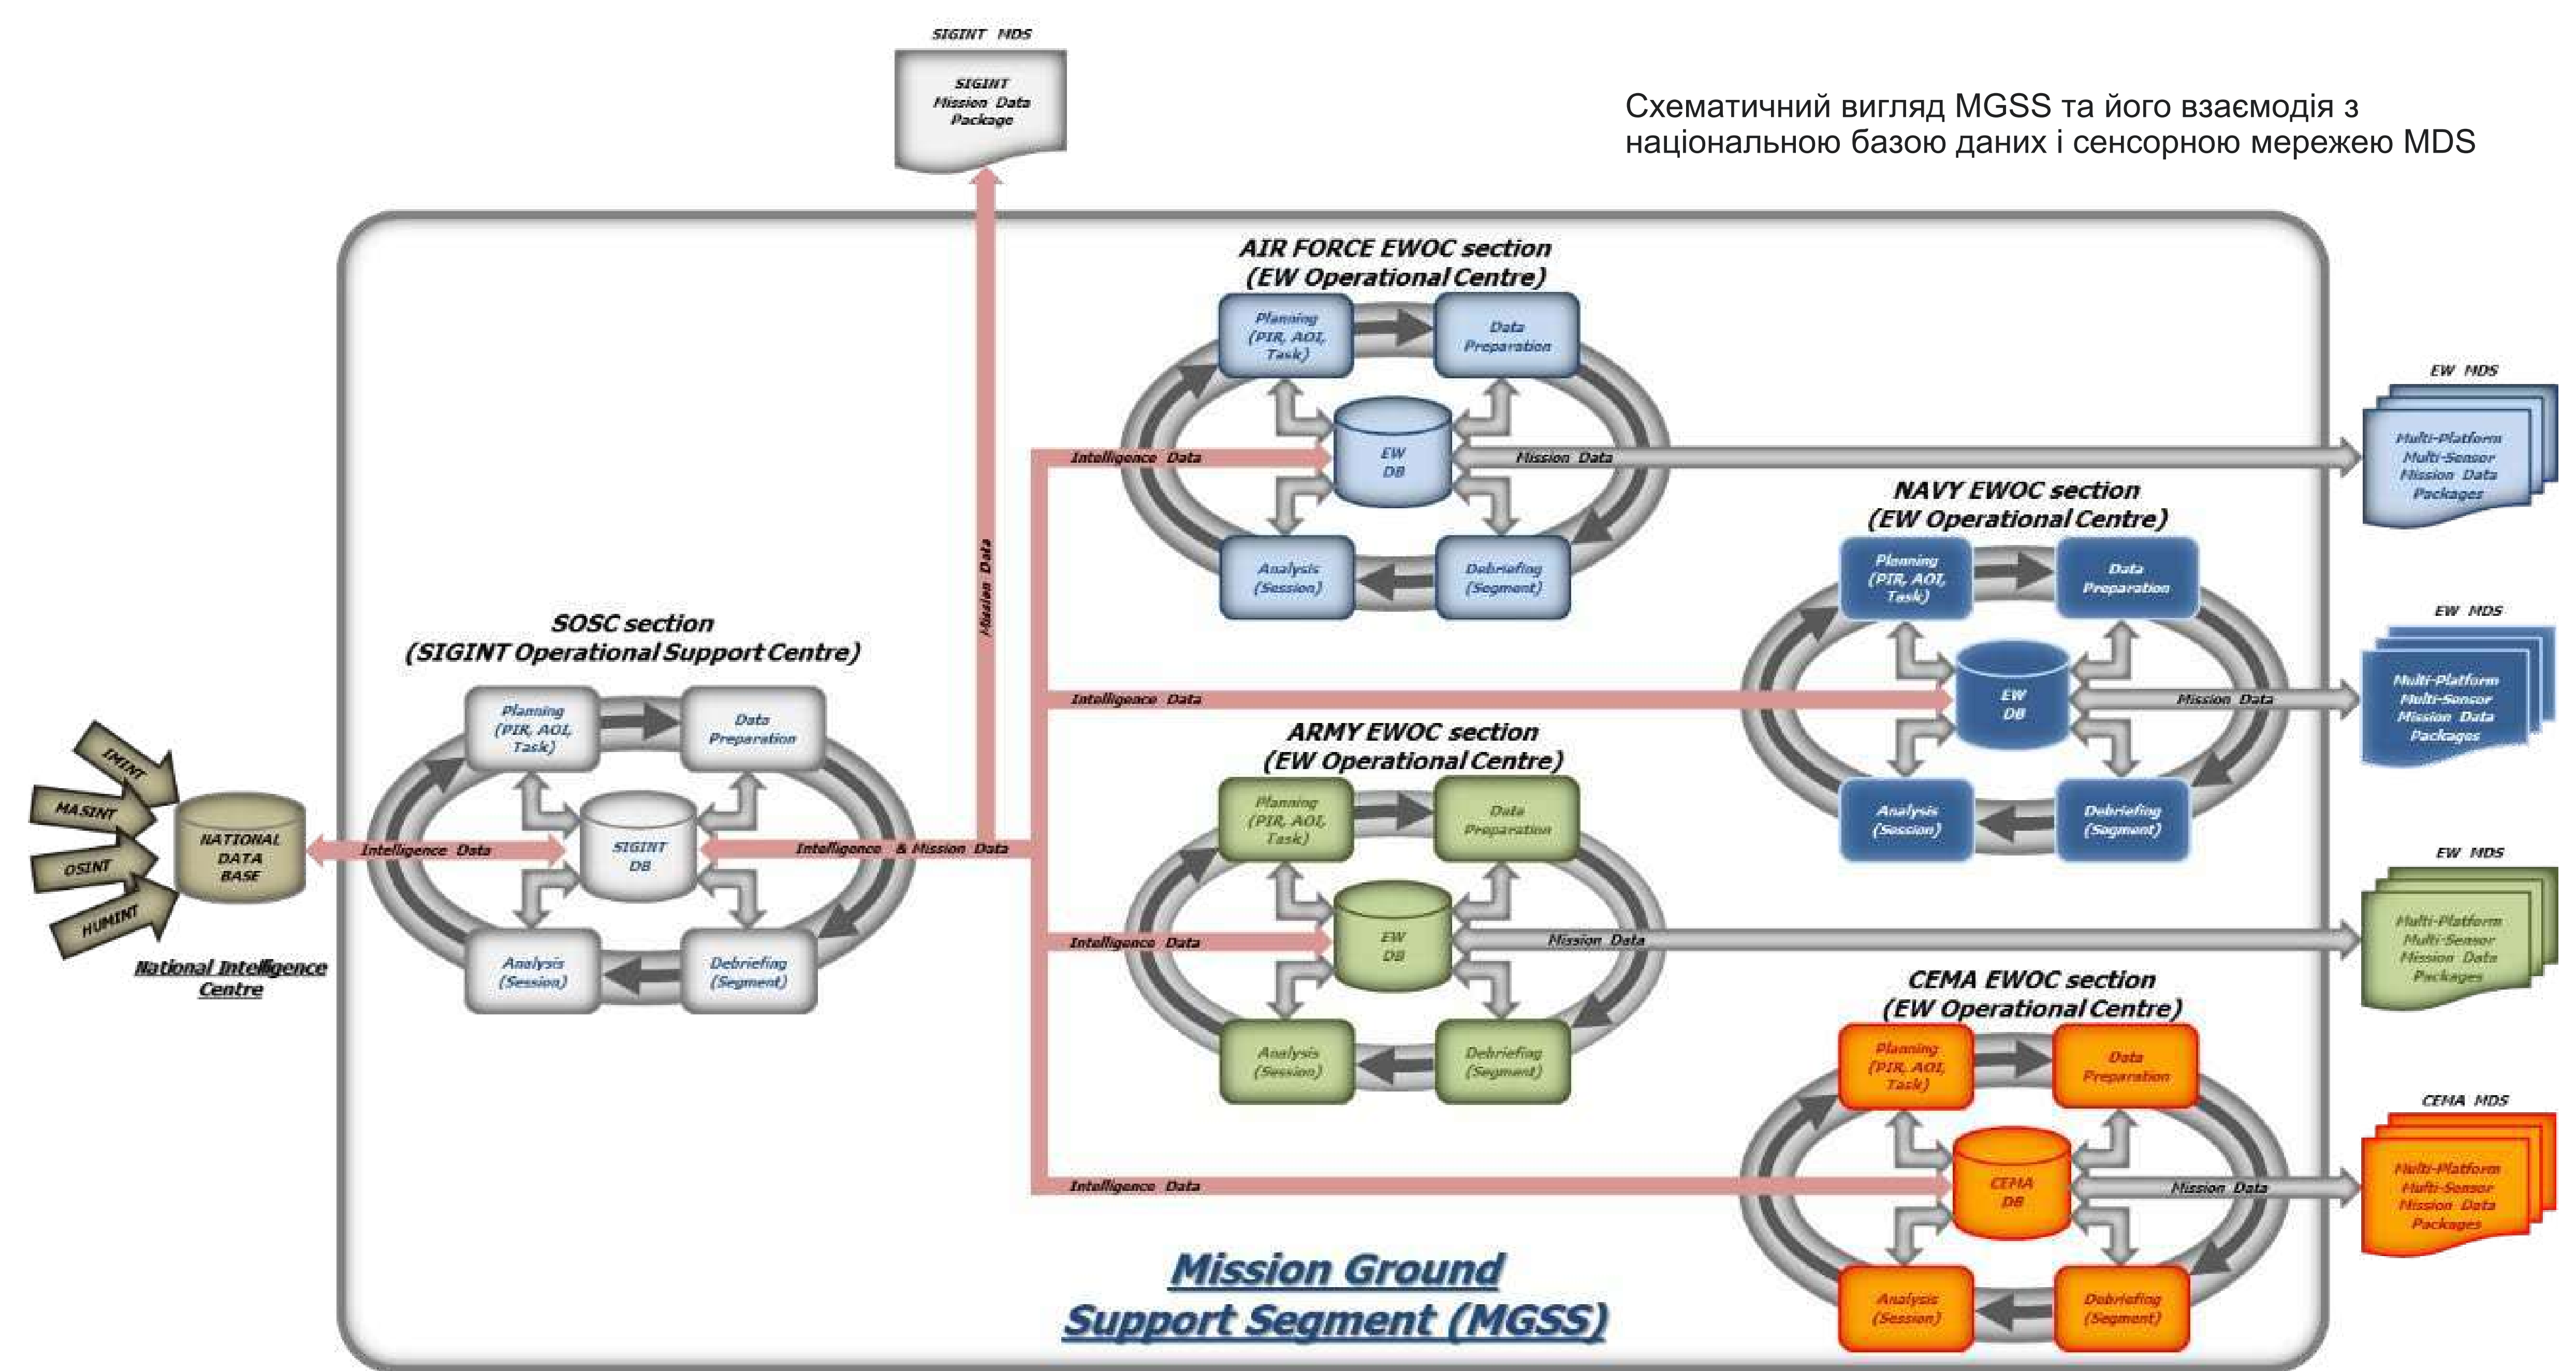 SIGINT MDS
SIGINT
Mission Data
Package
Схематичний вигляд MGSS та його взаємодія з
національною базою даних і сенсорною мережею MDS
AIR FORCE EWOC section
(EW Operational Centre)
Planning
(PIR, AOI,
Task)
Data
Preparation
EW
DB
Analysis
(Session)
Debriefing
(Segment)
Intelligence Data
Mission Data
EW MDS
Multi-Platform
Multi-Sensor
Mission Data
Packages
NAVY EWOC section
(EW Operational Centre)
Planning
(PIR, AOI,
Task)
Data
Preparation
EW
DB
Analysis
(Session)
Debriefing
(Segment)
Intelligence Data
Mission Data
EW MDS
Multi-Platform
Multi-Sensor
Mission Data
Packages
Mission Data
SOSC section
(SIGINT Operational Support Centre)
Planning
(PIR, AOI,
Task)
Data
Preparation
SIGINT
DB
Analysis
(Session)
Debriefing
(Segment)
Intelligence Data
Intelligence & Mission Data
IMINT
MASINT
OSINT
HUMINT
NATIONAL
DATA
BASE
National Intelligence
Centre
ARMY EWOC section
(EW Operational Centre)
Planning
(PIR, AOI,
Task)
Data
Preparation
EW
DB
Analysis
(Session)
Debriefing
(Segment)
Intelligence Data
Mission Data
EW MDS
Multi-Platform
Multi-Sensor
Mission Data
Packages
CEMA EWOC section
(EW Operational Centre)
Planning
(PIR, AOI,
Task)
Data
Preparation
CEMA
DB
Analysis
(Session)
Debriefing
(Segment)
Intelligence Data
Mission Data
CEMA MDS
Multi-Platform
Multi-Sensor
Mission Data
Packages
Mission Ground
Support Segment (MGSS)